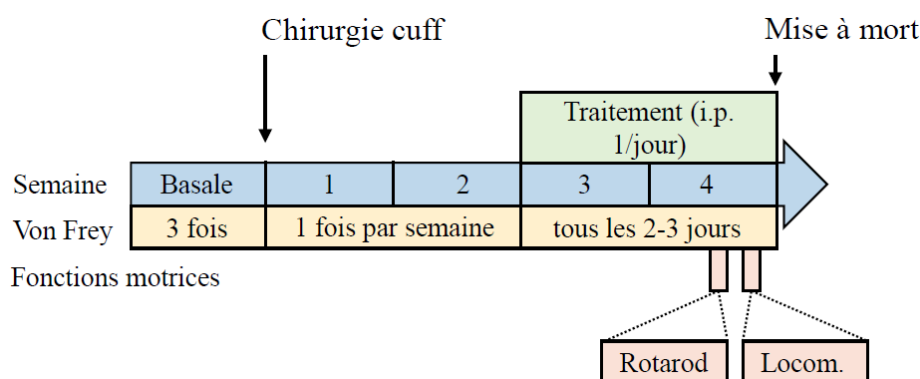 Chirurgie cuff
Mise à mort
Traitement (i.p.
1/jour)
Semaine Basale 1 2 3 4
Von Frey 3 fois 1 fois par semaine tous les 2-3 jours
Fonctions motrices
Rotarod Locom.